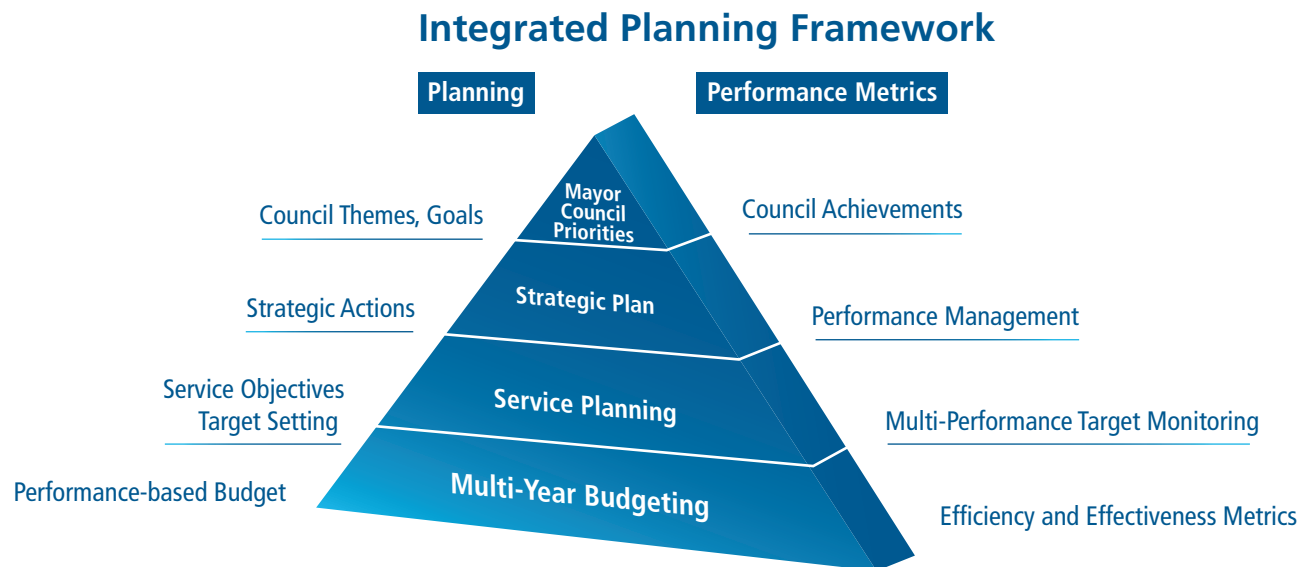 Integrated Planning Framework
Planning
Performance Metrics
Mayor
Council
Priorities
Council Themes, Goals
Council Achievements
Strategic Plan
Strategic Actions
Performance Management
Service Objectives
Target Setting
Service Planning
Multi-Performance Target Monitoring
Performance-based Budget
Multi-Year Budgeting
Efficiency and Effectiveness Metrics